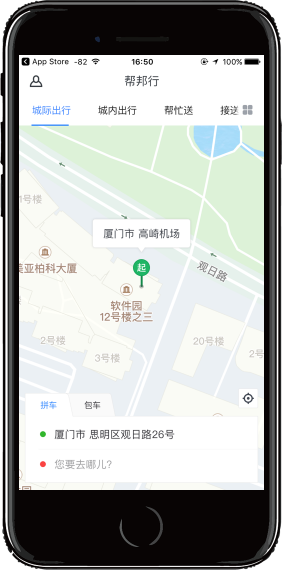 App Store -82
16:50
100%
帮邦行
城际出行
城内出行
帮忙送
接送
1号楼
厦门市 高崎机场
起
观日路
美亚柏科大厦
软件园
12号楼之三
2号楼
3号楼
20号楼
2号
拼车
包车
厦门市 思明区观日路26号
您要去哪儿?